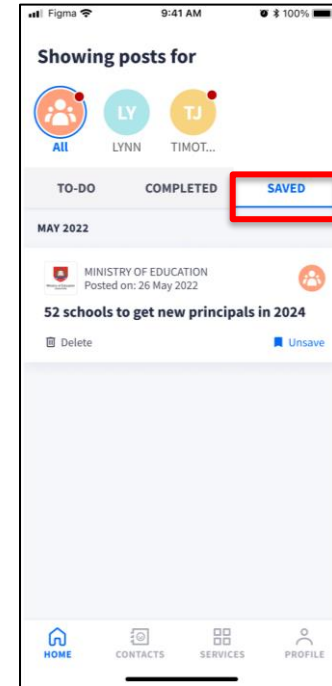 Figma 9:41 AM 100%
Showing posts for
LY TJ
All LYNN TIMOT...
TO-DO COMPLETED SAVED
MAY 2022
MINISTRY OF EDUCATION
Posted on: 26 May 2022
52 schools to get new principals in 2024
Delete Unsave
HOME CONTACTS SERVICES PROFILE